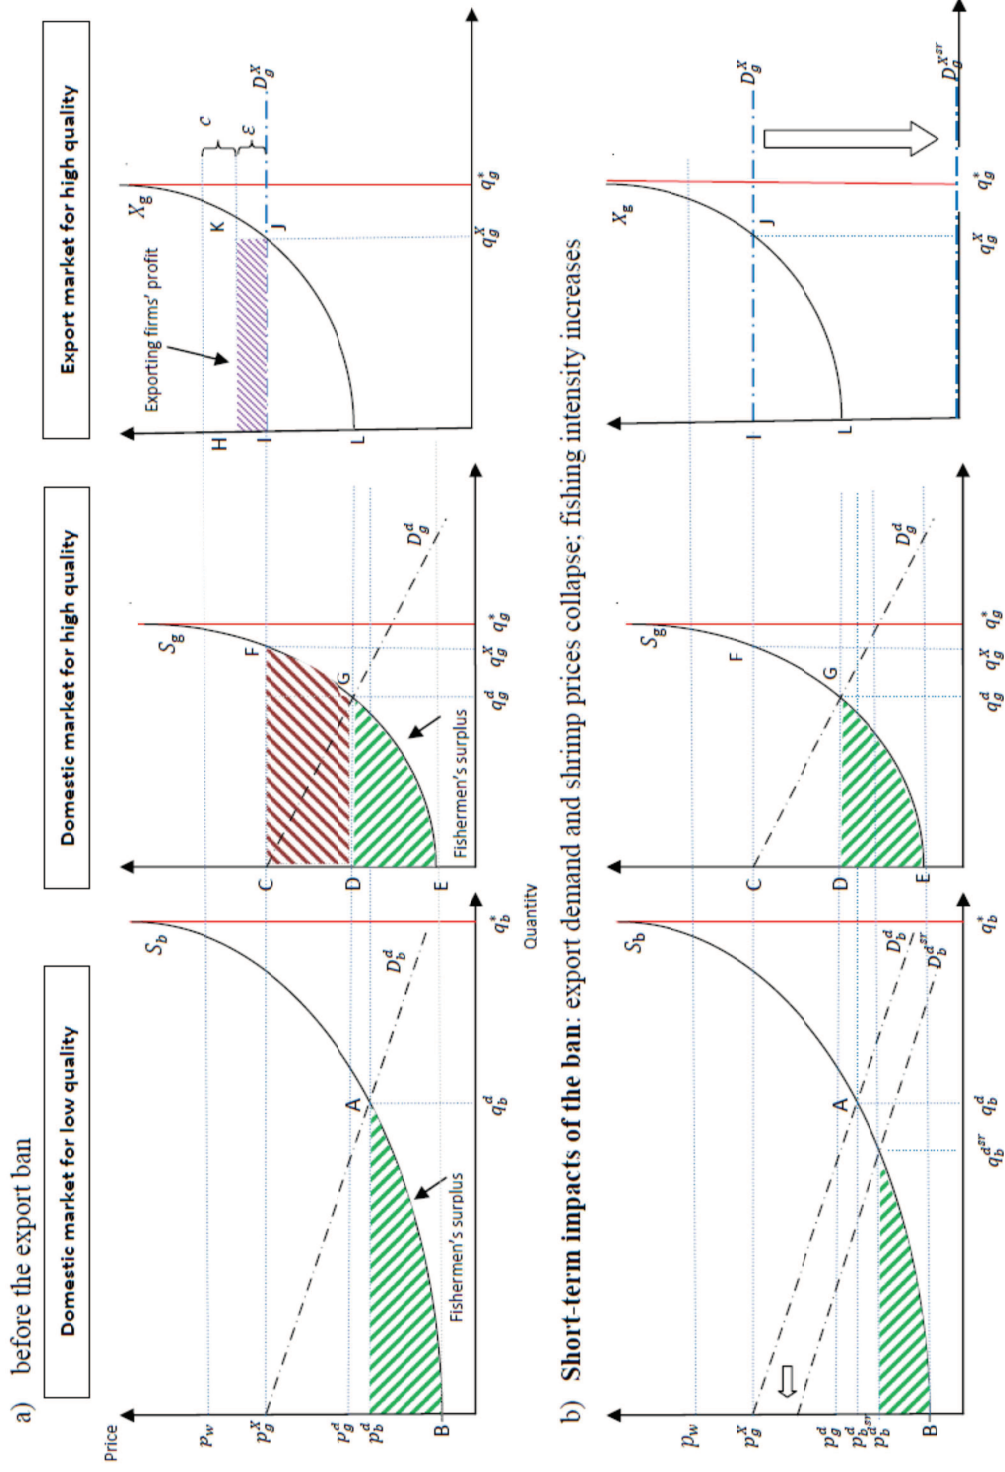 a) before the export ban
Domestic market for low quality
Domestic market for high quality
Export market for high quality
Price
p_w
p_g^X
p_g^d
p_b^d
B
A
S_b
D_b^d
Fishermen's surplus
q_b^d
q_b^*
Quantity
C
D
E
F
G
S_g
D_g^d
Fishermen's surplus
q_g^d
q_g^X
q_g^*
Exporting firms' profit
X_g
H
I
L
K
J
c
ε
D_g^X
q_g^X
q_g^*
b) Short-term impacts of the ban: export demand and shrimp prices collapse; fishing intensity increases
p_w
p_g^X
p_g^d
p_b^d
p_b^{d^{sr}}
B
A
S_b
D_b^d
D_b^{d^{sr}}
q_b^{d^{sr}}
q_b^d
q_b^*
C
D
E
F
G
S_g
D_g^d
q_g^d
q_g^X
q_g^*
X_g
I
L
J
D_g^X
D_g^{X^{sr}}
q_g^X
q_g^*